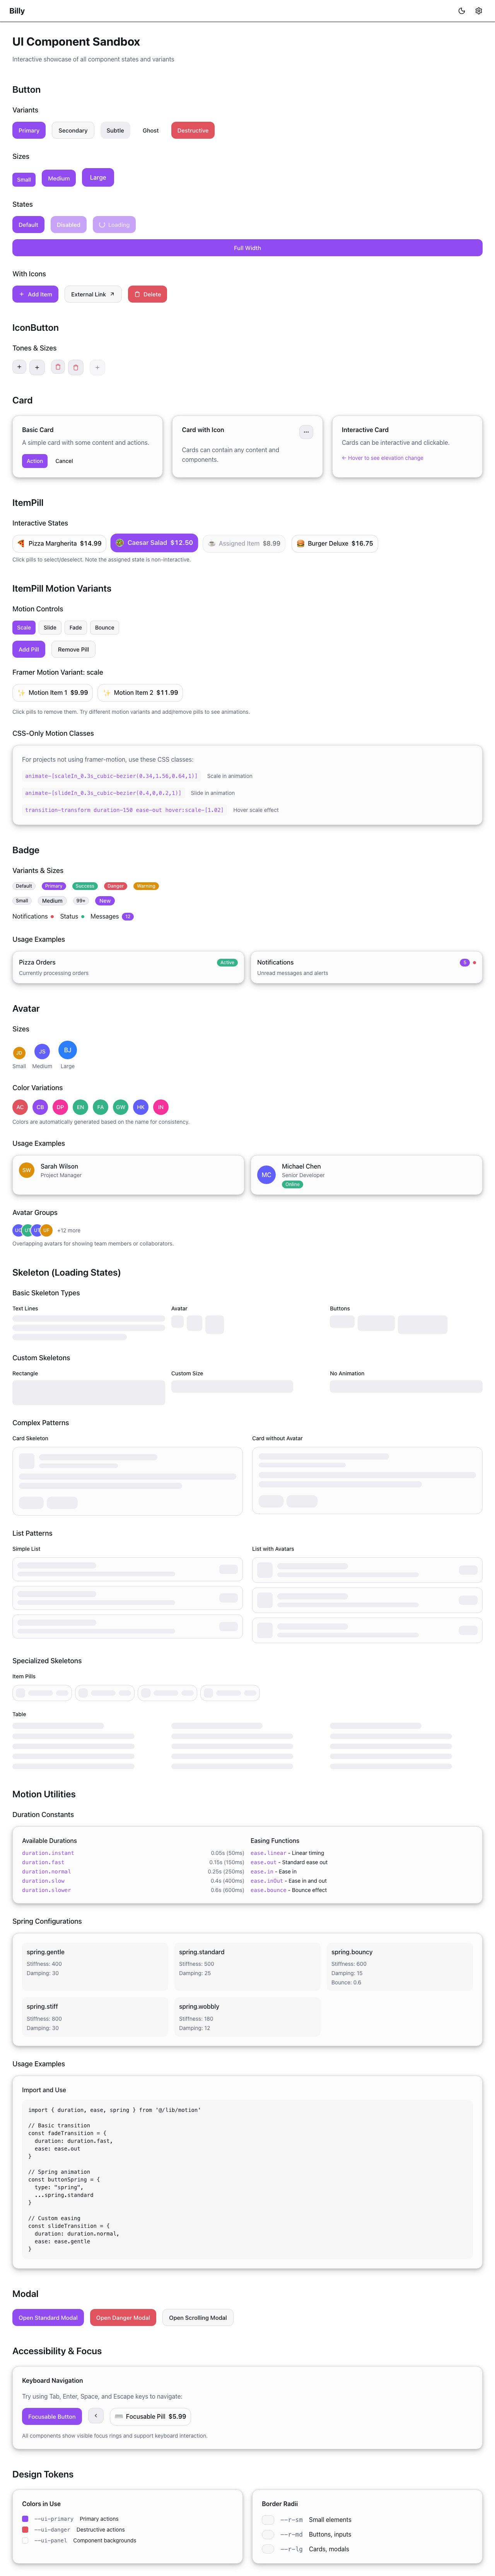 Billy
UI Component Sandbox
Interactive showcase of all component states and variants
Button
Variants
Primary Secondary Subtle Ghost Destructive
Sizes
Small Medium Large
States
Default Disabled Loading
Full Width
With Icons
+ Add Item External Link ↗ Delete
IconButton
Tones & Sizes
+ + +
Card
Basic Card
A simple card with some content and actions.
Action Cancel
Card with Icon
Cards can contain any content and
components.
Interactive Card
Cards can be interactive and clickable.
← Hover to see elevation change
ItemPill
Interactive States
Pizza Margherita $14.99 Caesar Salad $12.50 Assigned Item $8.99 Burger Deluxe $16.75
Click pills to select/deselect. Note the assigned state is non-interactive.
ItemPill Motion Variants
Motion Controls
Scale Slide Fade Bounce
Add Pill Remove Pill
Framer Motion Variant: scale
Motion Item 1 $9.99 Motion Item 2 $11.99
Click pills to remove them. Try different motion variants and add/remove pills to see animations.
CSS-Only Motion Classes
For projects not using framer-motion, use these CSS classes:
animate-[scaleIn_0.3s_cubic-bezier(0.34,1.56,0.64,1)] Scale in animation
animate-[slideIn_0.3s_cubic-bezier(0.4,0,0.2,1)] Slide in animation
transition-transform duration-150 ease-out hover:scale-[1.02] Hover scale effect
Badge
Variants & Sizes
Default Primary Success Danger Warning
Small Medium 99+ New
Notifications Status Messages 12
Usage Examples
Pizza Orders Active
Currently processing orders
Notifications 5
Unread messages and alerts
Avatar
Sizes
JD JS BJ
Small Medium Large
Color Variations
AC CB DP EN FA GW HK IN
Colors are automatically generated based on the name for consistency.
Usage Examples
SW Sarah Wilson
Project Manager
MC Michael Chen
Senior Developer
Online
Avatar Groups
+12 more
Overlapping avatars for showing team members or collaborators.
Skeleton (Loading States)
Basic Skeleton Types
Text Lines Avatar Buttons
Custom Skeletons
Rectangle Custom Size No Animation
Complex Patterns
Card Skeleton Card without Avatar
List Patterns
Simple List List with Avatars
Specialized Skeletons
Item Pills
Table
Motion Utilities
Duration Constants
Available Durations
duration.instant 0.05s (50ms)
duration.fast 0.15s (150ms)
duration.normal 0.25s (250ms)
duration.slow 0.4s (400ms)
duration.slower 0.6s (600ms)
Easing Functions
ease.linear - Linear timing
ease.out - Standard ease out
ease.in - Ease in
ease.inOut - Ease in and out
ease.bounce - Bounce effect
Spring Configurations
spring.gentle
Stiffness: 400
Damping: 30
spring.standard
Stiffness: 500
Damping: 25
spring.bouncy
Stiffness: 600
Damping: 15
Bounce: 0.6
spring.stiff
Stiffness: 800
Damping: 30
spring.wobbly
Stiffness: 180
Damping: 12
Usage Examples
Import and Use
import { duration, ease, spring } from '@/lib/motion'
// Basic transition
const fadeTransition = {
duration: duration.fast,
ease: ease.out
}
// Spring animation
const buttonSpring = {
type: "spring",
...spring.standard
}
// Custom easing
const slideTransition = {
duration: duration.normal,
ease: ease.gentle
}
Modal
Open Standard Modal Open Danger Modal Open Scrolling Modal
Accessibility & Focus
Keyboard Navigation
Try using Tab, Enter, Space, and Escape keys to navigate:
Focusable Button Focusable Pill $5.99
All components show visible focus rings and support keyboard interaction.
Design Tokens
Colors in Use
--ui-primary Primary actions
--ui-danger Destructive actions
--ui-panel Component backgrounds
Border Radii
--r-sm Small elements
--r-md Buttons, inputs
--r-lg Cards, modals